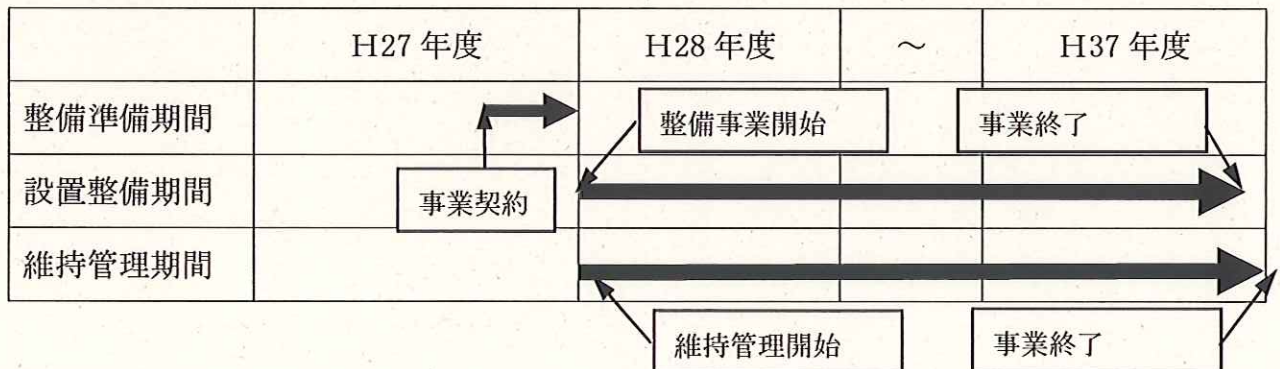 H27 年度
H28 年度
～
H37 年度
整備準備期間
整備事業開始
事業終了
設置整備期間
事業契約
維持管理期間
維持管理開始
事業終了